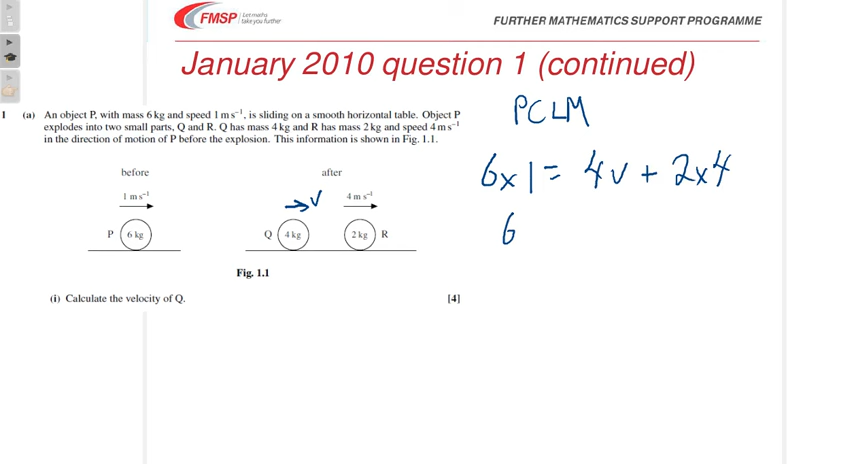 FMSP Let maths take you further
FURTHER MATHEMATICS SUPPORT PROGRAMME
January 2010 question 1 (continued)
1 (a) An object P, with mass 6 kg and speed 1 m s⁻¹, is sliding on a smooth horizontal table. Object P
explodes into two small parts, Q and R. Q has mass 4 kg and R has mass 2 kg and speed 4 m s⁻¹
in the direction of motion of P before the explosion. This information is shown in Fig. 1.1.
before
after
1 m s⁻¹
V
4 m s⁻¹
P 6 kg
Q 4 kg
2 kg R
Fig. 1.1
(i) Calculate the velocity of Q. [4]
PCLM
6x1 = 4v + 2x4
6